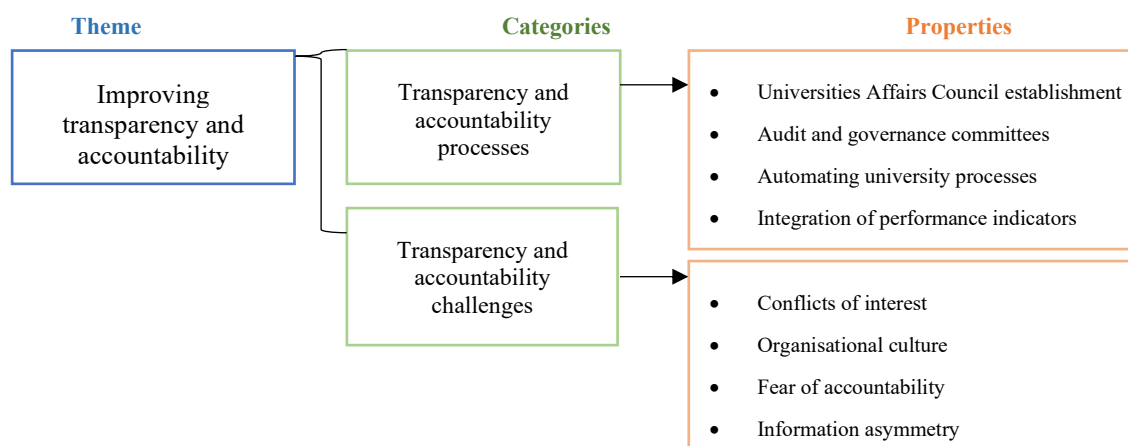 Theme
Categories
Properties
Improving
transparency and
accountability
Transparency and
accountability
processes
• Universities Affairs Council establishment
• Audit and governance committees
• Automating university processes
• Integration of performance indicators
Transparency and
accountability
challenges
• Conflicts of interest
• Organisational culture
• Fear of accountability
• Information asymmetry